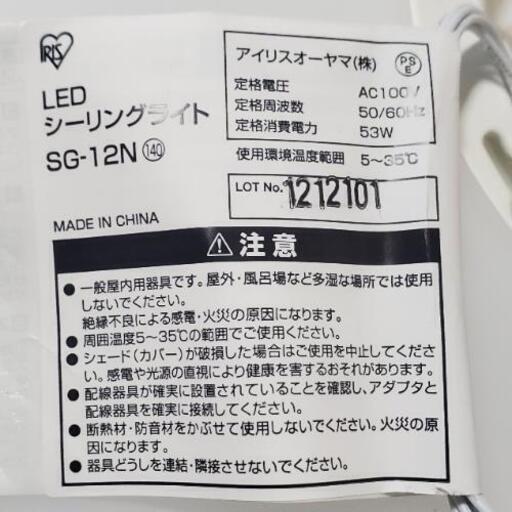 IRIS
LED
シーリングライト
SG-12N 140
MADE IN CHINA
アイリスオーヤマ(株) PSE
定格電圧 AC100V
定格周波数 50/60Hz
定格消費電力 53W
使用環境温度範囲 5~35℃
LOT No. 1212101
⚠注意
●一般屋内用器具です。屋外・風呂場など多湿な場所では使用
しないでください。
絶縁不良による感電・火災の原因になります。
●周囲温度5~35℃の範囲でご使用ください。
●シェード(カバー)が破損した場合はご使用を中止してくださ
い。感電や光源の直視により健康を害するおそれがあります。
●配線器具が確実に設置されていることを確認し、アダプタと
配線器具を確実に接続してください。
●断熱材・防音材をかぶせて使用しないでください。火災の原
因になります。
●器具どうしを連結・隣接させないでください。